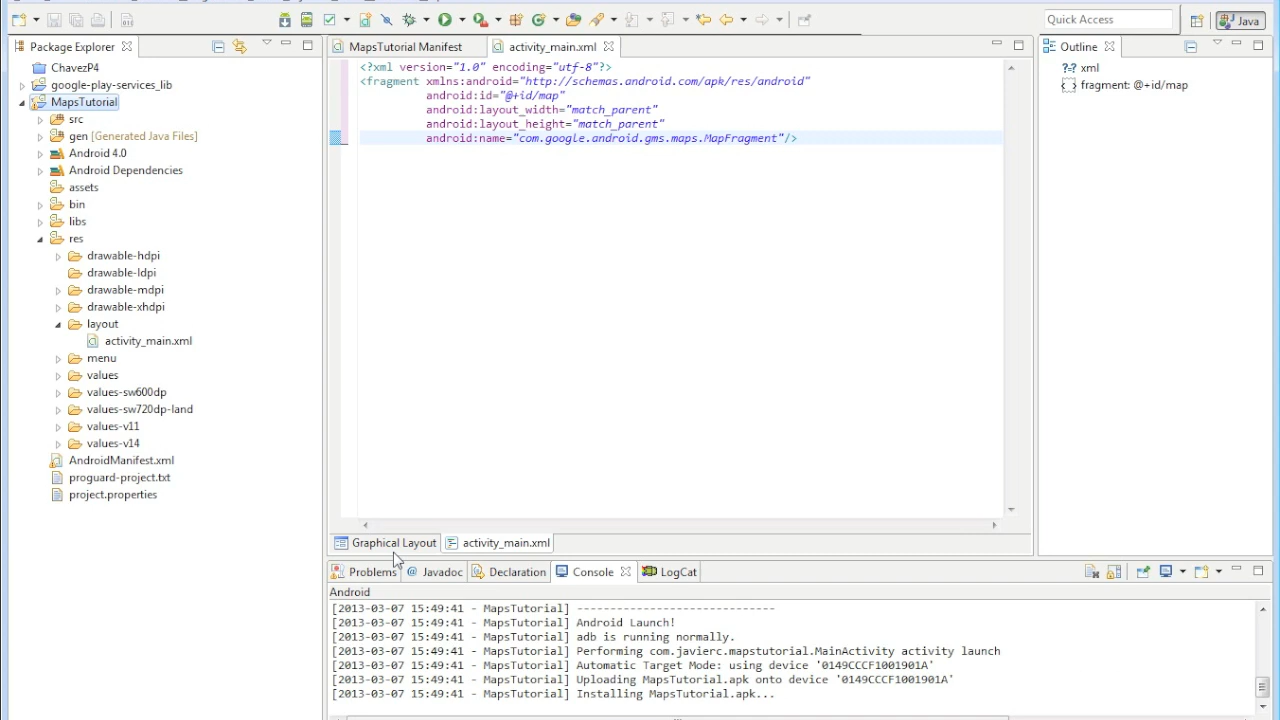 Quick Access
Java
Package Explorer
MapsTutorial Manifest
activity_main.xml
Outline
ChavezP4
google-play-services_lib
MapsTutorial
src
gen [Generated Java Files]
Android 4.0
Android Dependencies
assets
bin
libs
res
drawable-hdpi
drawable-ldpi
drawable-mdpi
drawable-xhdpi
layout
activity_main.xml
menu
values
values-sw600dp
values-sw720dp-land
values-v11
values-v14
AndroidManifest.xml
proguard-project.txt
project.properties
<?xml version="1.0" encoding="utf-8"?>
<fragment xmlns:android="http://schemas.android.com/apk/res/android"
android:id="@+id/map"
android:layout_width="match_parent"
android:layout_height="match_parent"
android:name="com.google.android.gms.maps.MapFragment"/>
xml
fragment: @+id/map
Graphical Layout
activity_main.xml
Problems
@ Javadoc
Declaration
Console
LogCat
Android
[2013-03-07 15:49:41 - MapsTutorial] ------------------------------
[2013-03-07 15:49:41 - MapsTutorial] Android Launch!
[2013-03-07 15:49:41 - MapsTutorial] adb is running normally.
[2013-03-07 15:49:41 - MapsTutorial] Performing com.javierc.mapstutorial.MainActivity activity launch
[2013-03-07 15:49:41 - MapsTutorial] Automatic Target Mode: using device '0149CCCF1001901A'
[2013-03-07 15:49:41 - MapsTutorial] Uploading MapsTutorial.apk onto device '0149CCCF1001901A'
[2013-03-07 15:49:41 - MapsTutorial] Installing MapsTutorial.apk...